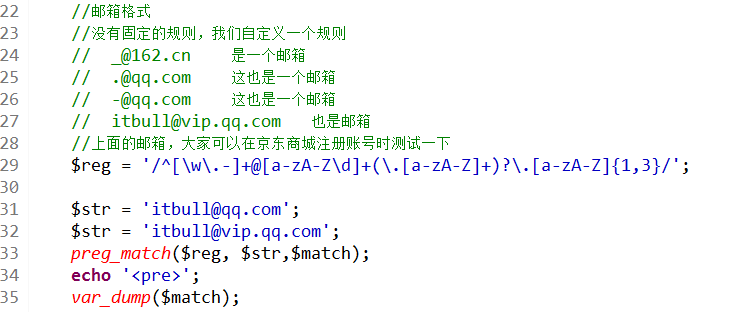 22 //邮箱格式
23 //没有固定的规则，我们自定义一个规则
24 // _@162.cn 是一个邮箱
25 // .@qq.com 这也是一个邮箱
26 // -@qq.com 这也是一个邮箱
27 // itbull@vip.qq.com 也是邮箱
28 //上面的邮箱，大家可以在京东商城注册账号时测试一下
29 $reg = '/^[\w\.-]+@[a-zA-Z\d]+(\.[a-zA-Z]+)?\.[a-zA-Z]{1,3}/';
30
31 $str = 'itbull@qq.com';
32 $str = 'itbull@vip.qq.com';
33 preg_match($reg, $str,$match);
34 echo '<pre>';
35 var_dump($match);